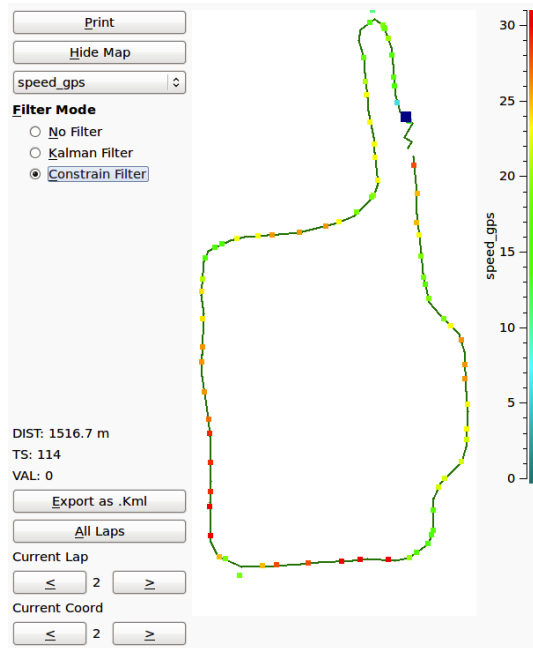 Print
Hide Map
speed_gps
Filter Mode
No Filter
Kalman Filter
Constrain Filter
DIST: 1516.7 m
TS: 114
VAL: 0
Export as .Kml
All Laps
Current Lap
< 2 >
Current Coord
< 2 >
speed_gps
30
25
20
15
10
5
0